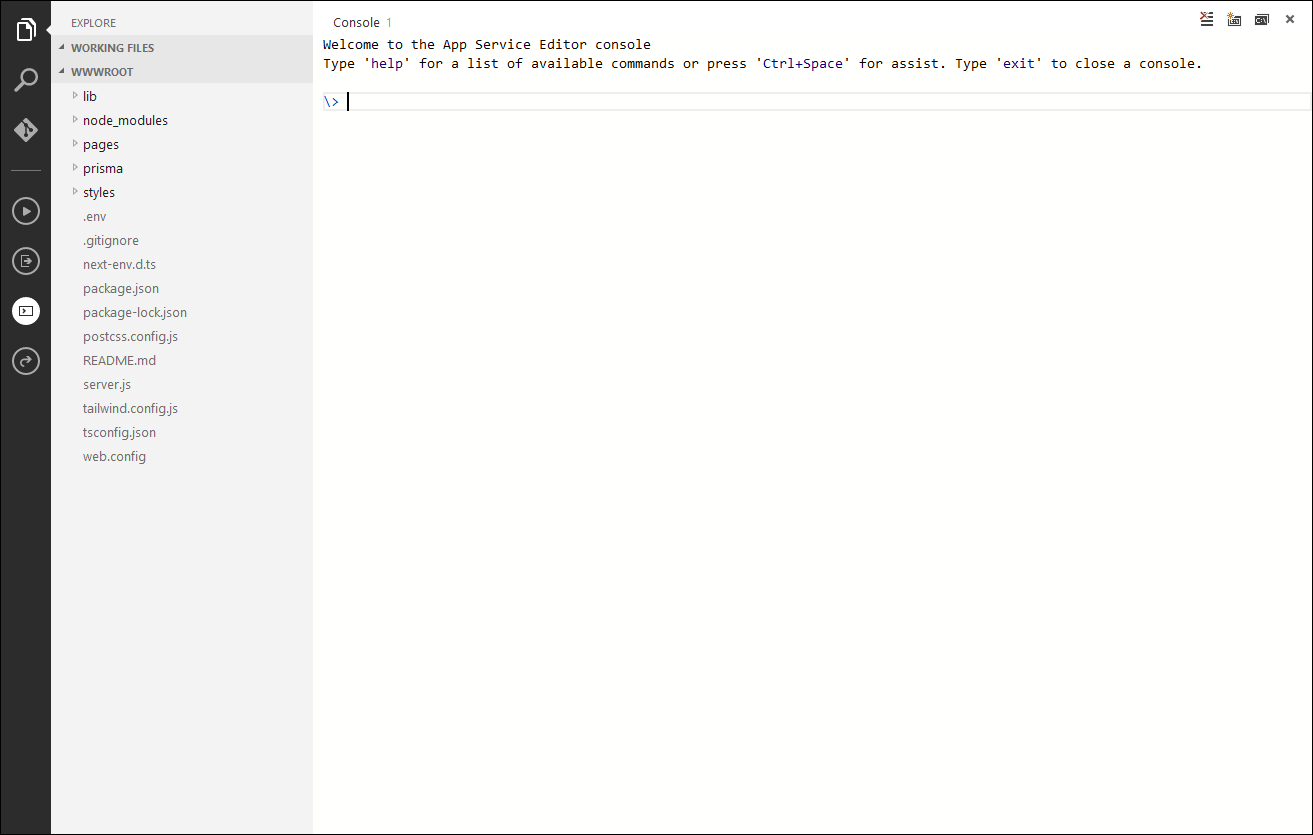 EXPLORE
WORKING FILES
WWWROOT
lib
node_modules
pages
prisma
styles
.env
.gitignore
next-env.d.ts
package.json
package-lock.json
postcss.config.js
README.md
server.js
tailwind.config.js
tsconfig.json
web.config
Console 1
Welcome to the App Service Editor console
Type 'help' for a list of available commands or press 'Ctrl+Space' for assist. Type 'exit' to close a console.
\>